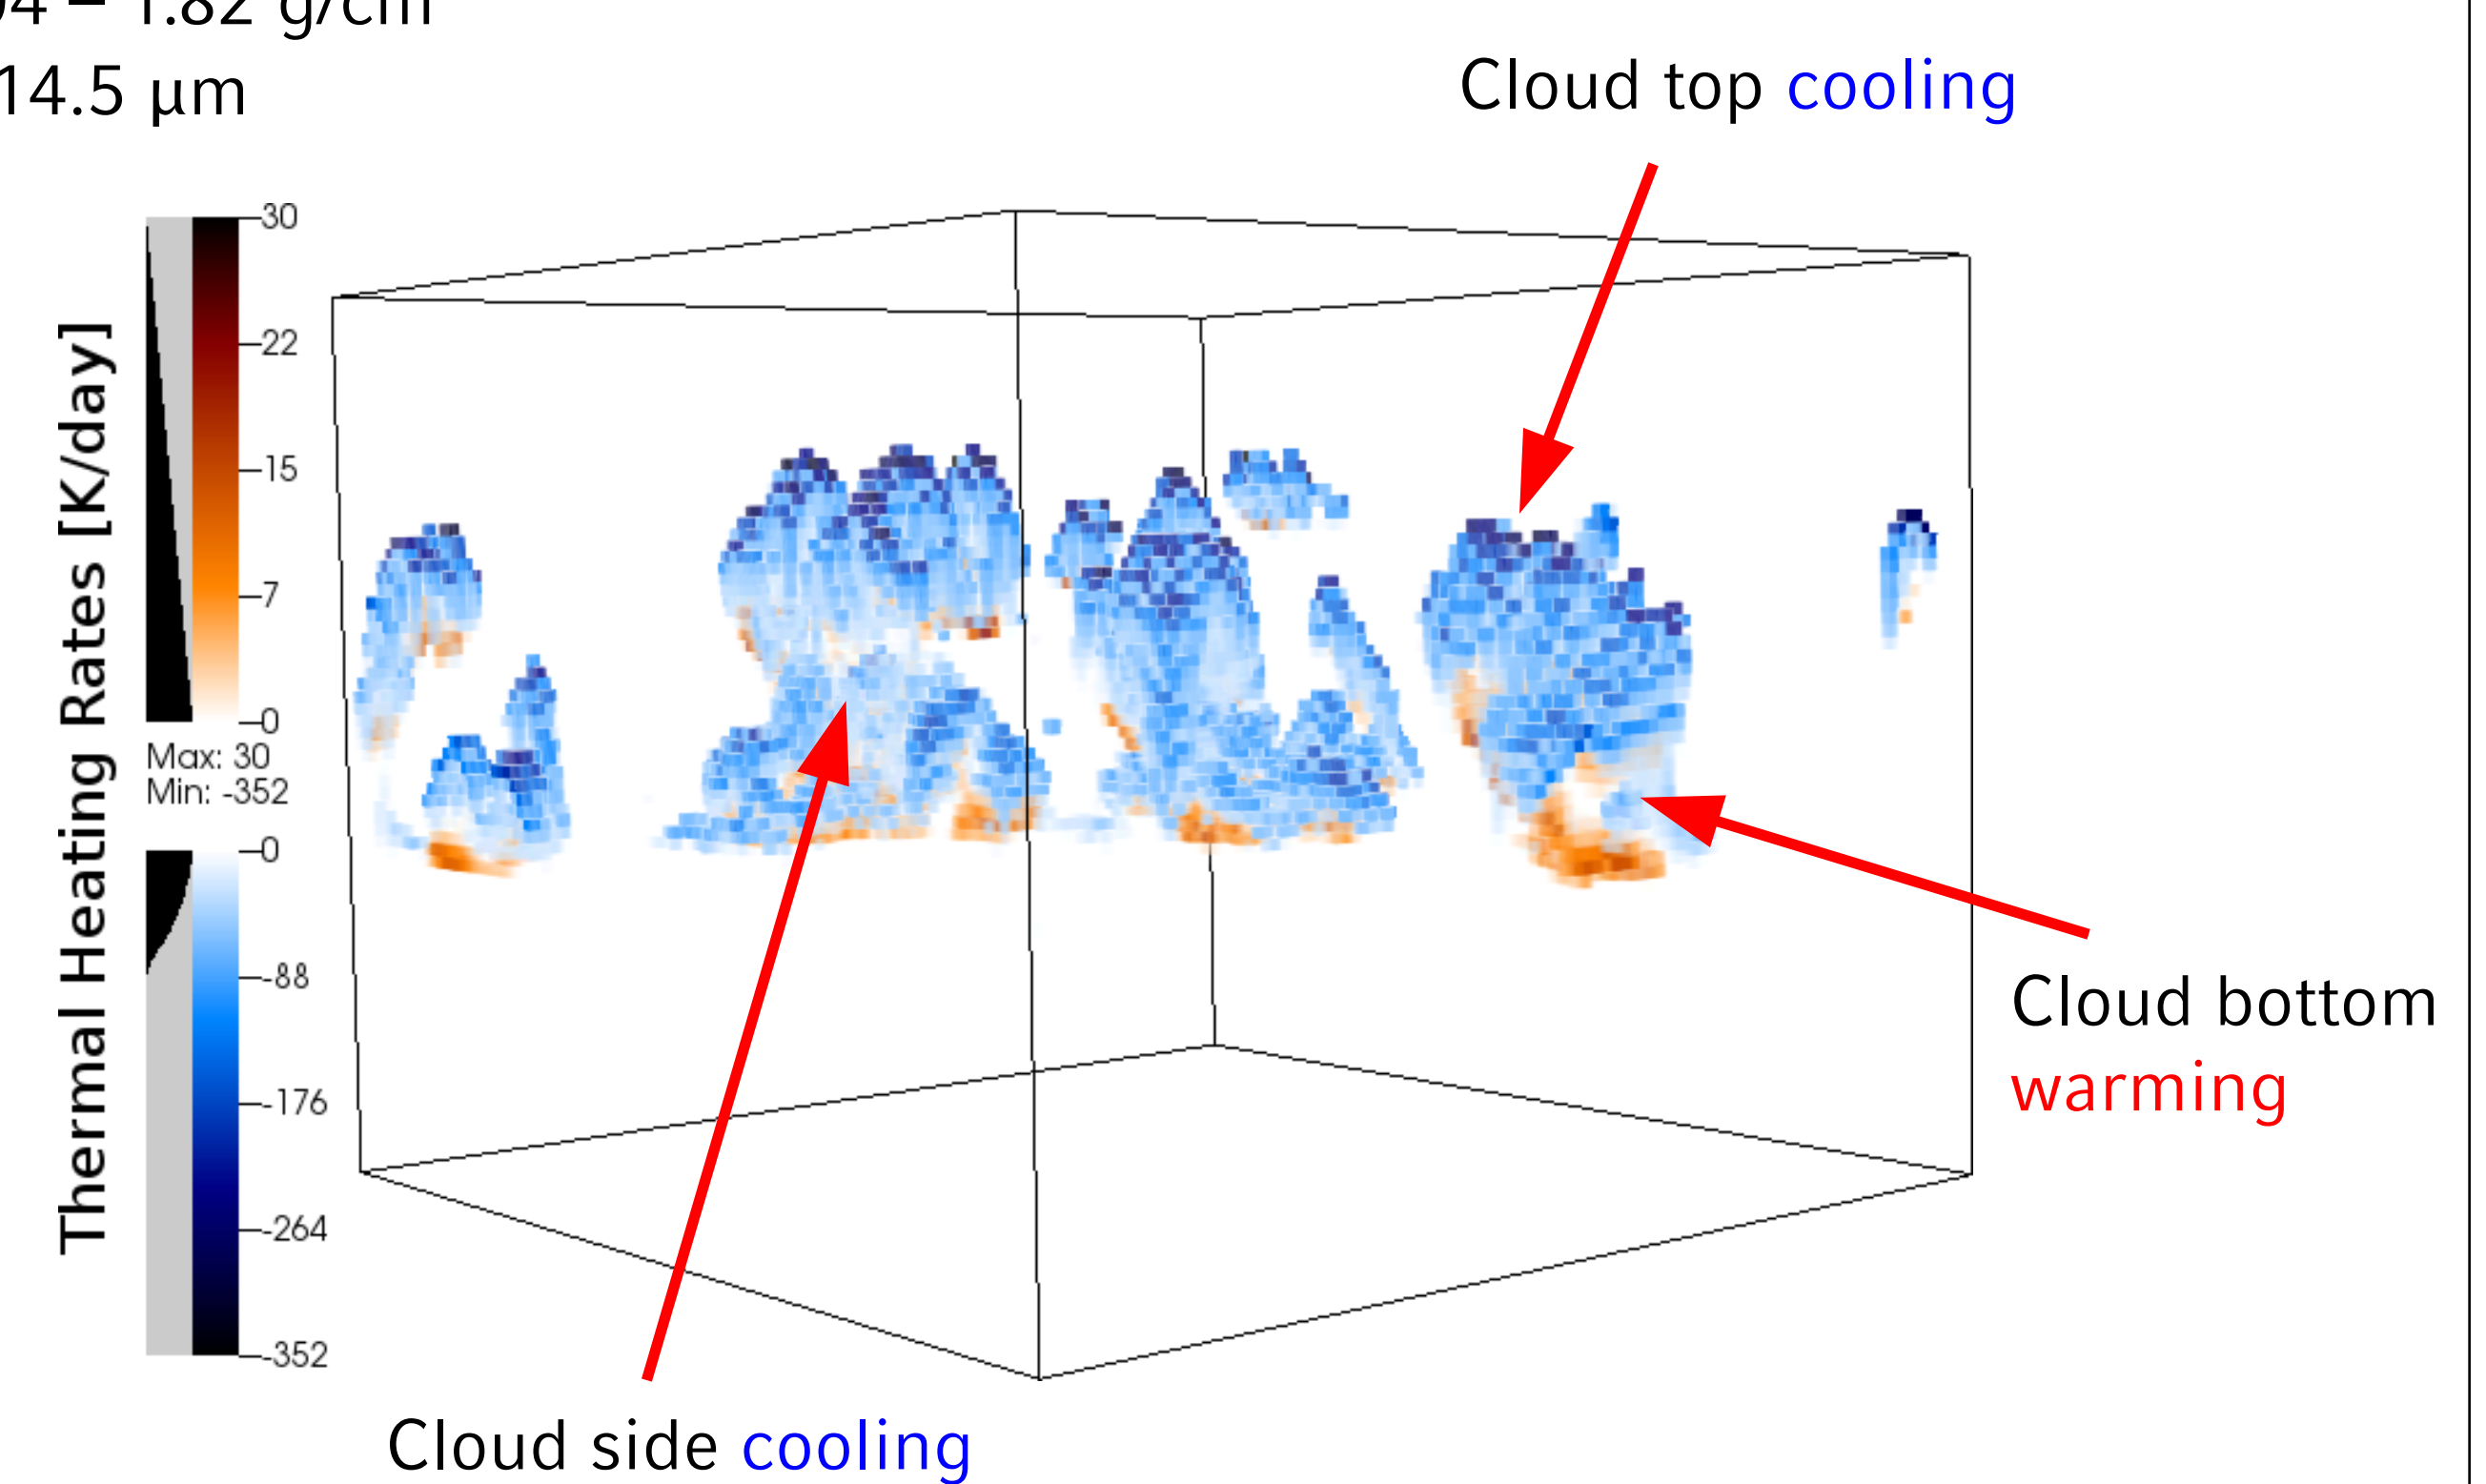 14.5 μm
Cloud top cooling
Thermal Heating Rates [K/day]
30
22
15
7
0
Max: 30
Min: -352
0
-88
-176
-264
-352
Cloud bottom
warming
Cloud side cooling